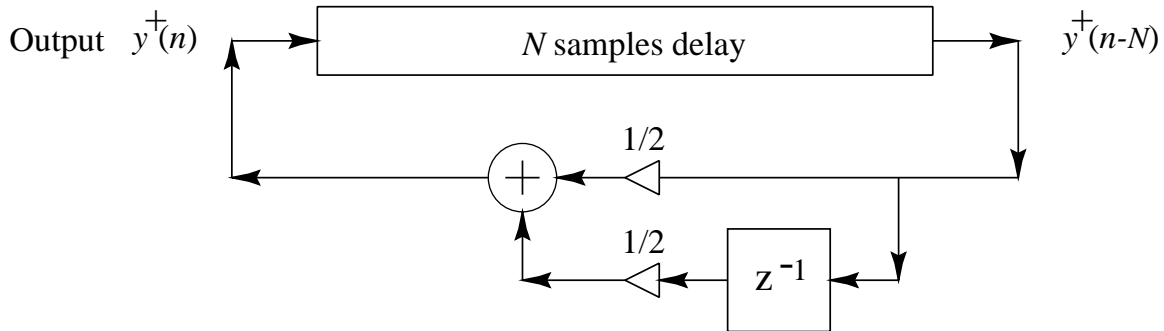 Output y⁺(n)
N samples delay
y⁺(n-N)
1/2
+
1/2
z⁻¹